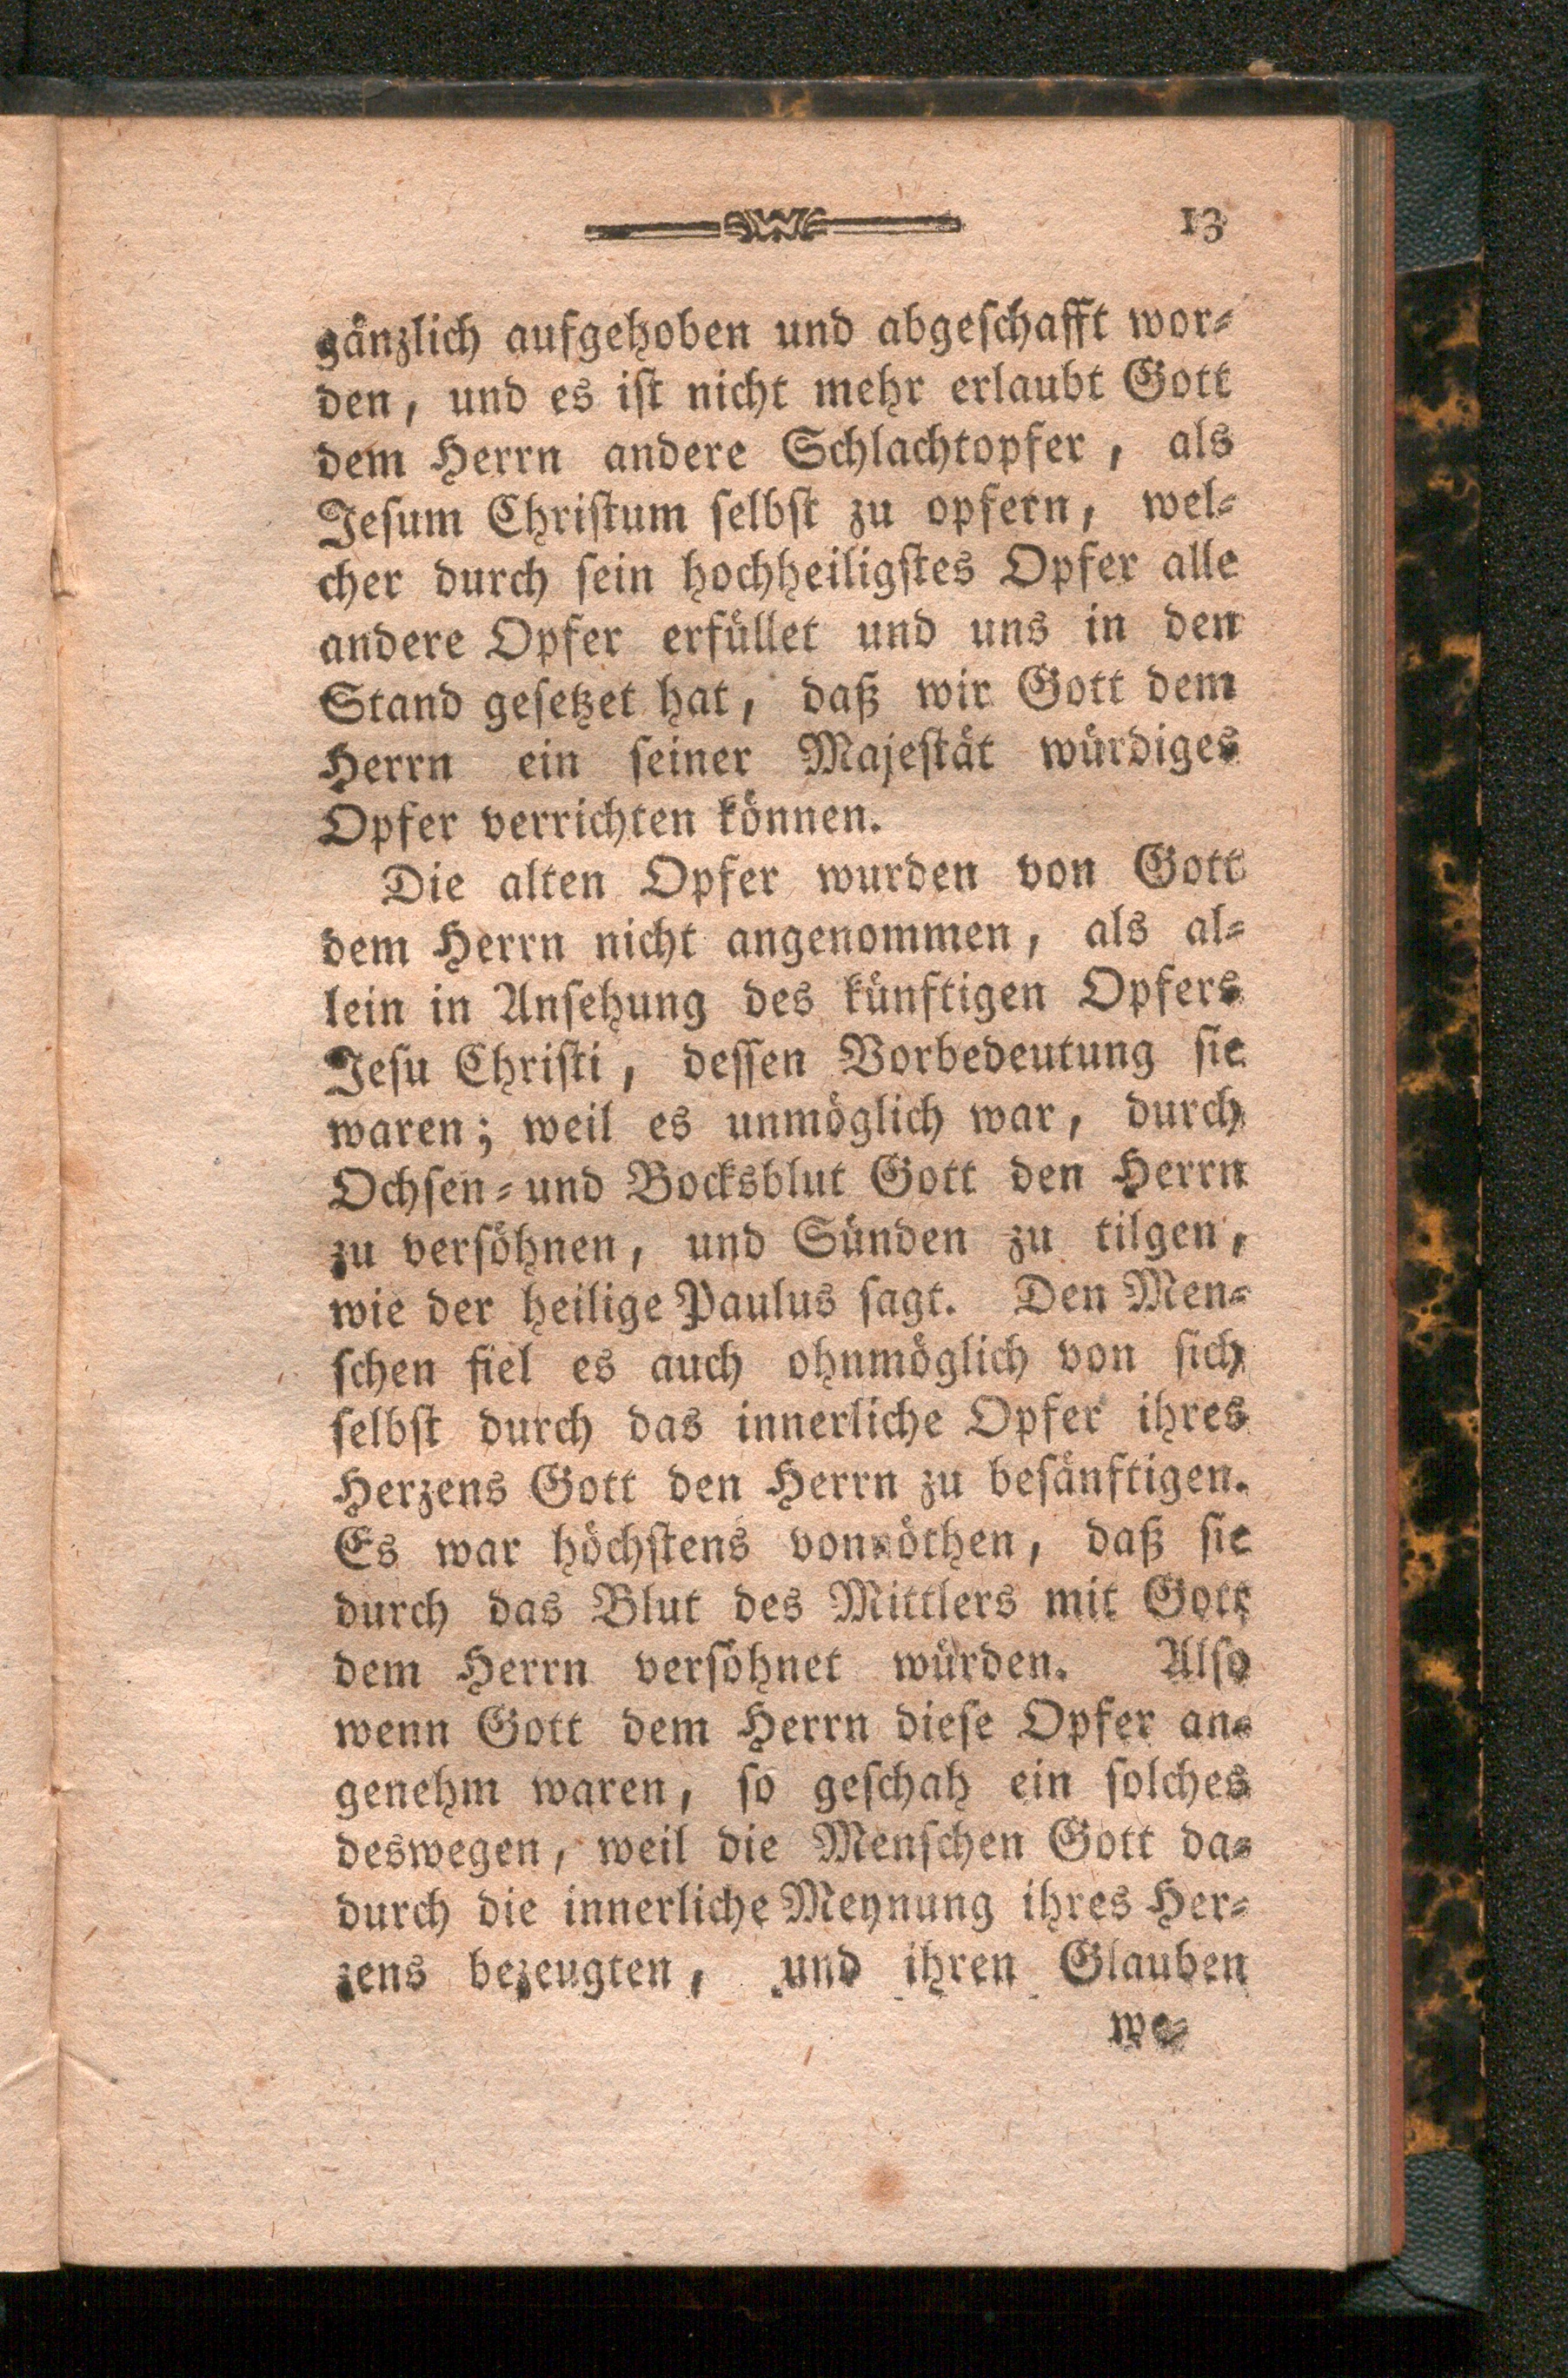 13
gänzlich aufgehoben und abgeschafft wor-
den, und es ist nicht mehr erlaubt Gott
dem Herrn andere Schlachtopfer, als
Jesum Christum selbst zu opfern, wel-
cher durch sein hochheiligstes Opfer alle
andere Opfer erfüllet und uns in den
Stand gesetzet hat, daß wir Gott dem
Herrn ein seiner Majestät würdiges
Opfer verrichten können.
Die alten Opfer wurden von Gott
dem Herrn nicht angenommen, als al-
lein in Ansehung des künftigen Opfers
Jesu Christi, dessen Vorbedeutung sie
waren; weil es unmöglich war, durch
Ochsen- und Bocksblut Gott den Herrn
zu versöhnen, und Sünden zu tilgen,
wie der heilige Paulus sagt. Den Men-
schen fiel es auch ohnmöglich von sich
selbst durch das innerliche Opfer ihres
Herzens Gott den Herrn zu besänftigen.
Es war höchstens vonnöthen, daß sie
durch das Blut des Mittlers mit Gott
dem Herrn versöhnet würden. Also
wenn Gott dem Herrn diese Opfer an-
genehm waren, so geschah ein solches
deswegen, weil die Menschen Gott da-
durch die innerliche Meynung ihres Her-
zens bezeugten, und ihren Glauben
we-